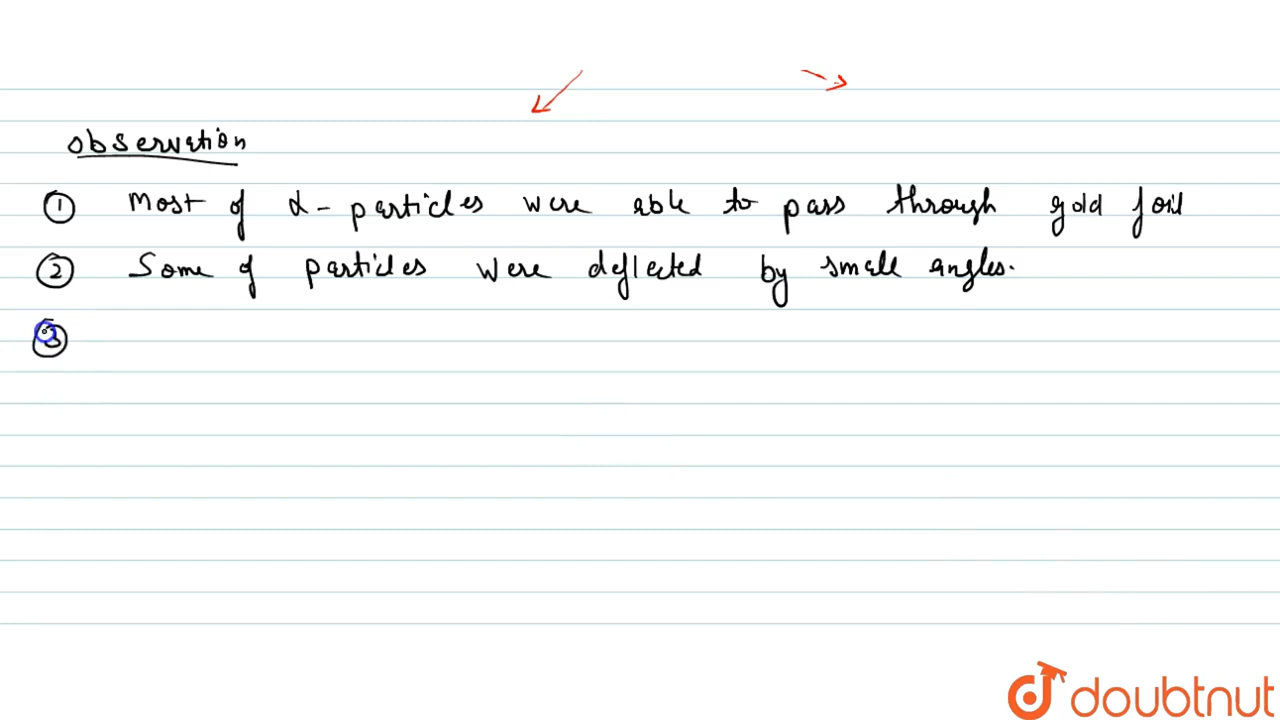 observation
① Most of α - particles were able to pass through gold foil
② Some of particles were deflected by small angles.
③
doubtnut